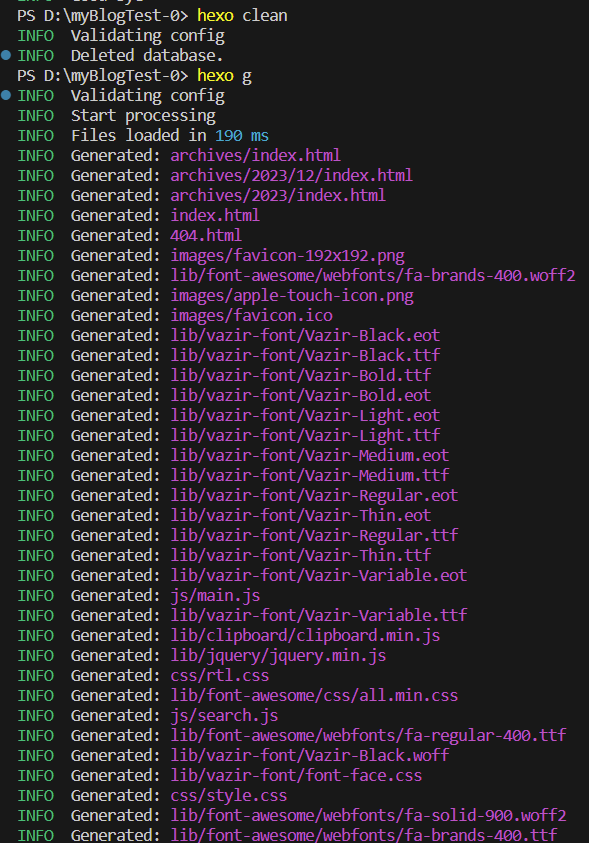 PS D:\myBlogTest-0> hexo clean
INFO  Validating config
INFO  Deleted database.
PS D:\myBlogTest-0> hexo g
INFO  Validating config
INFO  Start processing
INFO  Files loaded in 190 ms
INFO  Generated: archives/index.html
INFO  Generated: archives/2023/12/index.html
INFO  Generated: archives/2023/index.html
INFO  Generated: index.html
INFO  Generated: 404.html
INFO  Generated: images/favicon-192x192.png
INFO  Generated: lib/font-awesome/webfonts/fa-brands-400.woff2
INFO  Generated: images/apple-touch-icon.png
INFO  Generated: images/favicon.ico
INFO  Generated: lib/vazir-font/Vazir-Black.eot
INFO  Generated: lib/vazir-font/Vazir-Black.ttf
INFO  Generated: lib/vazir-font/Vazir-Bold.ttf
INFO  Generated: lib/vazir-font/Vazir-Bold.eot
INFO  Generated: lib/vazir-font/Vazir-Light.eot
INFO  Generated: lib/vazir-font/Vazir-Light.ttf
INFO  Generated: lib/vazir-font/Vazir-Medium.eot
INFO  Generated: lib/vazir-font/Vazir-Medium.ttf
INFO  Generated: lib/vazir-font/Vazir-Regular.eot
INFO  Generated: lib/vazir-font/Vazir-Thin.eot
INFO  Generated: lib/vazir-font/Vazir-Regular.ttf
INFO  Generated: lib/vazir-font/Vazir-Thin.ttf
INFO  Generated: lib/vazir-font/Vazir-Variable.eot
INFO  Generated: js/main.js
INFO  Generated: lib/vazir-font/Vazir-Variable.ttf
INFO  Generated: lib/clipboard/clipboard.min.js
INFO  Generated: lib/jquery/jquery.min.js
INFO  Generated: css/rtl.css
INFO  Generated: lib/font-awesome/css/all.min.css
INFO  Generated: js/search.js
INFO  Generated: lib/font-awesome/webfonts/fa-regular-400.ttf
INFO  Generated: lib/vazir-font/Vazir-Black.woff
INFO  Generated: lib/vazir-font/font-face.css
INFO  Generated: css/style.css
INFO  Generated: lib/font-awesome/webfonts/fa-solid-900.woff2
INFO  Generated: lib/font-awesome/webfonts/fa-brands-400.ttf